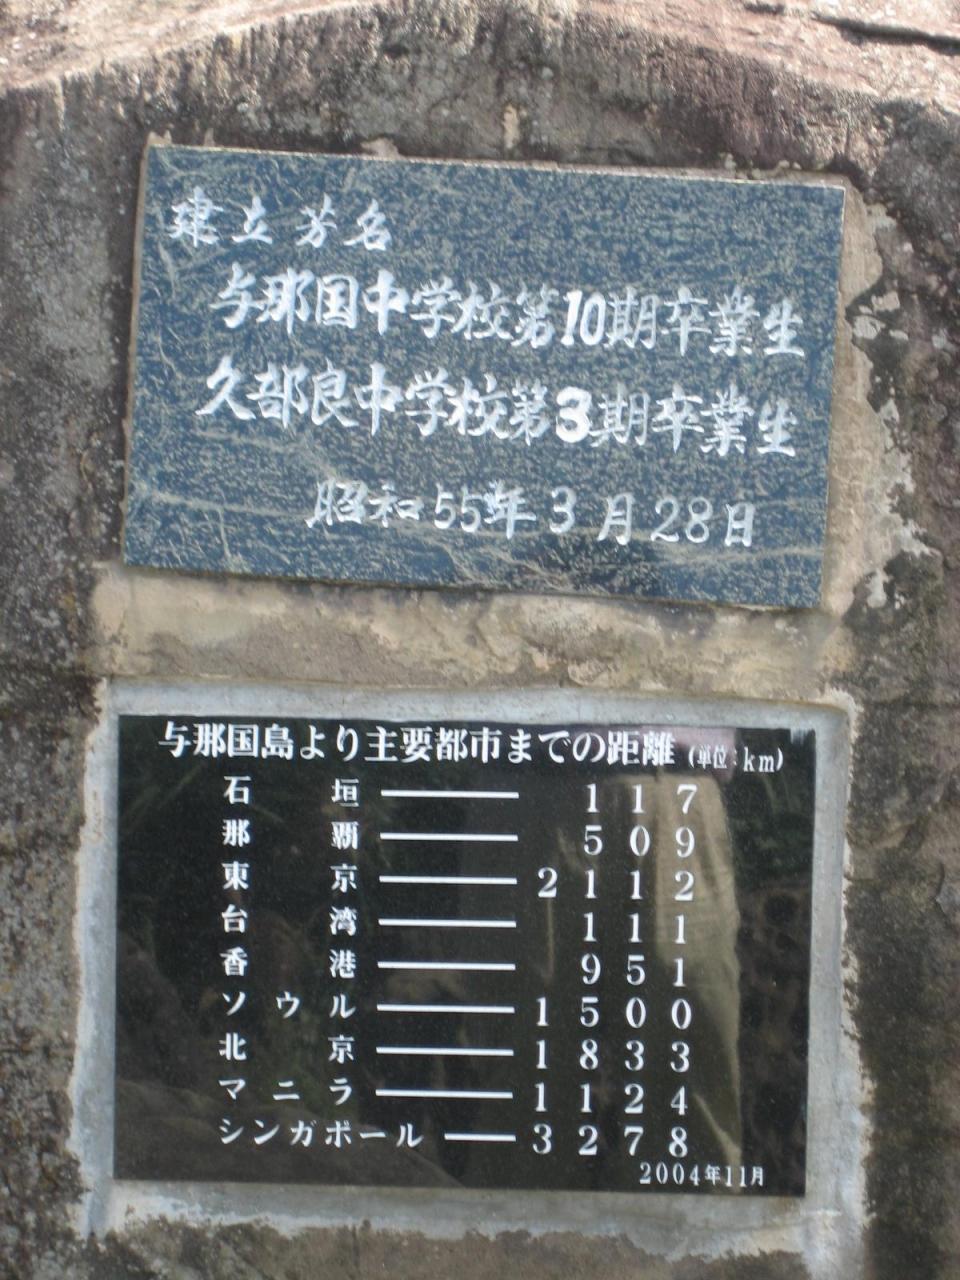 建立芳名
与那国中学校第10期卒業生
久部良中学校第3期卒業生
昭和55年3月28日
与那国島より主要都市までの距離(単位:km)
石垣――117
那覇――509
東京――2112
台湾――111
香港――951
ソウル――1500
北京――1833
マニラ――1124
シンガポール――3278
2004年11月